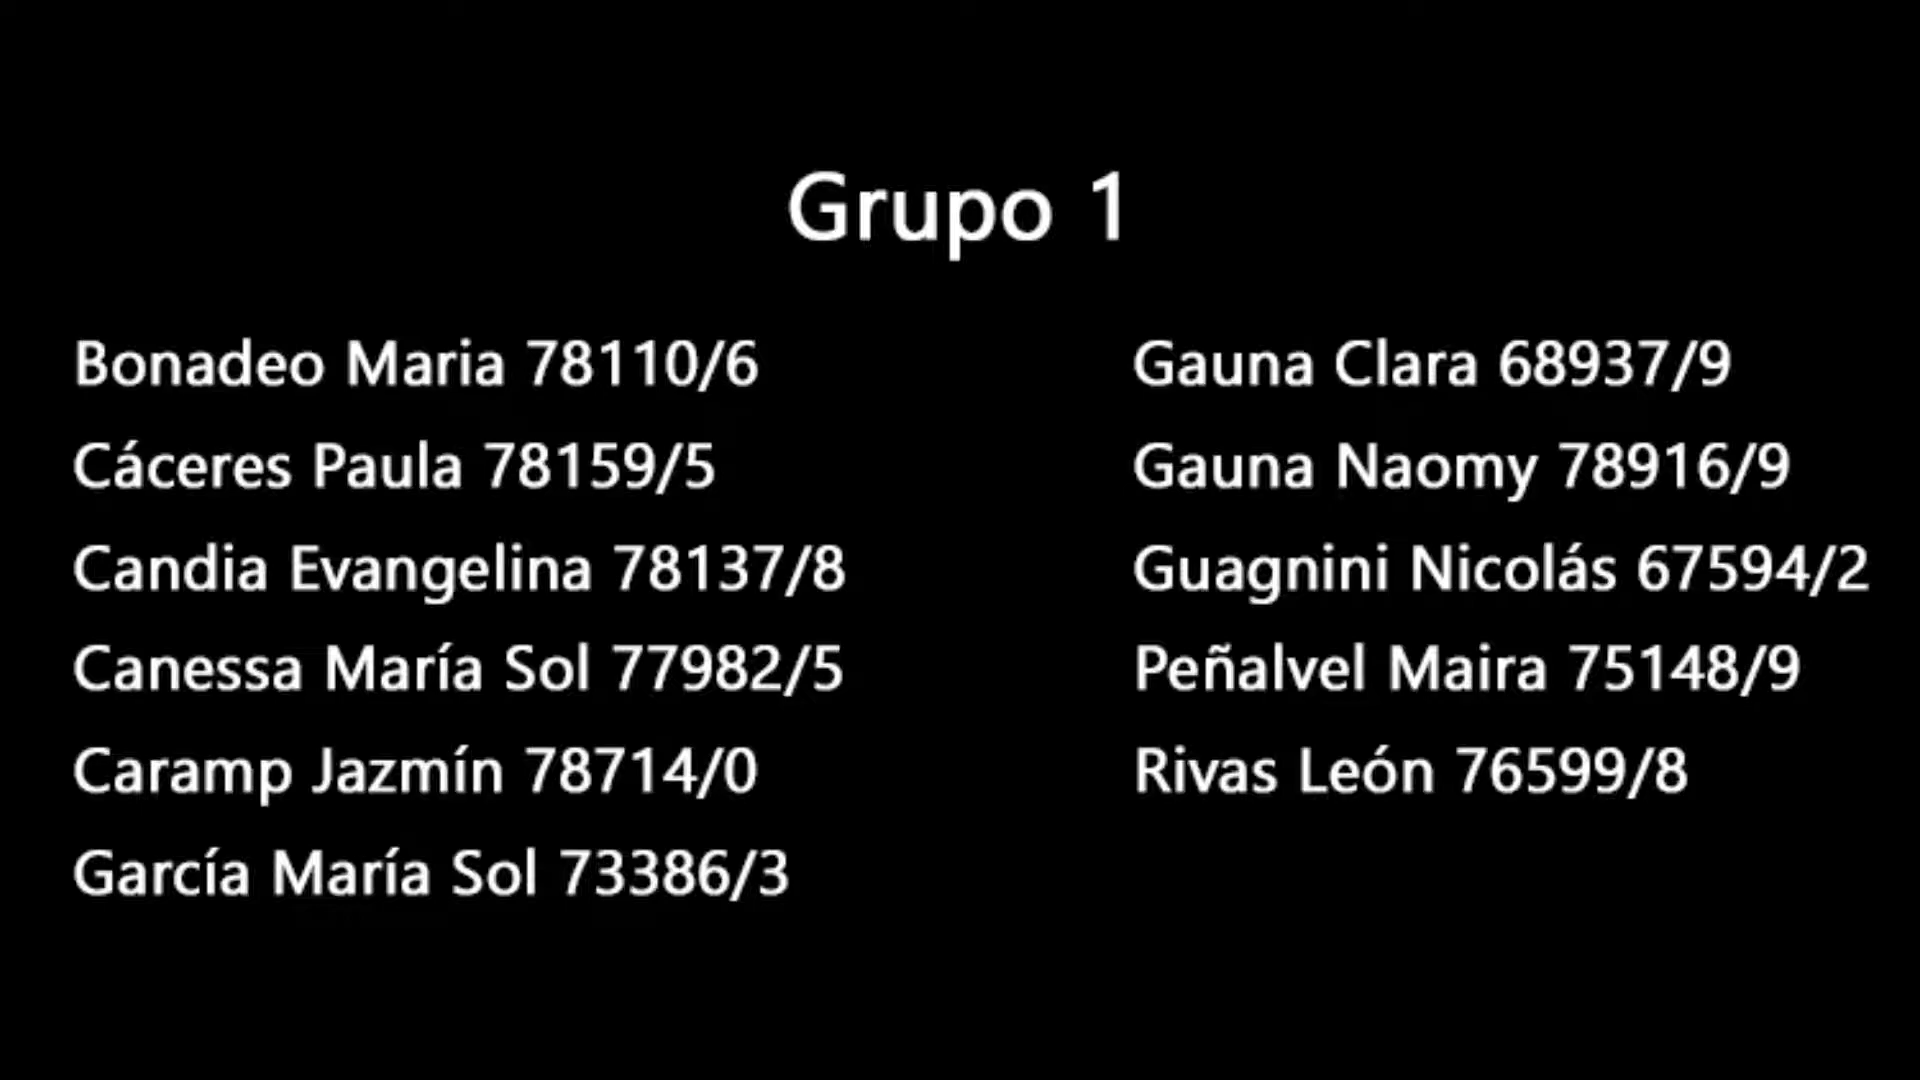 Grupo 1
Bonadeo Maria 78110/6
Cáceres Paula 78159/5
Candia Evangelina 78137/8
Canessa María Sol 77982/5
Caramp Jazmín 78714/0
García María Sol 73386/3
Gauna Clara 68937/9
Gauna Naomy 78916/9
Guagnini Nicolás 67594/2
Peñalvel Maira 75148/9
Rivas León 76599/8